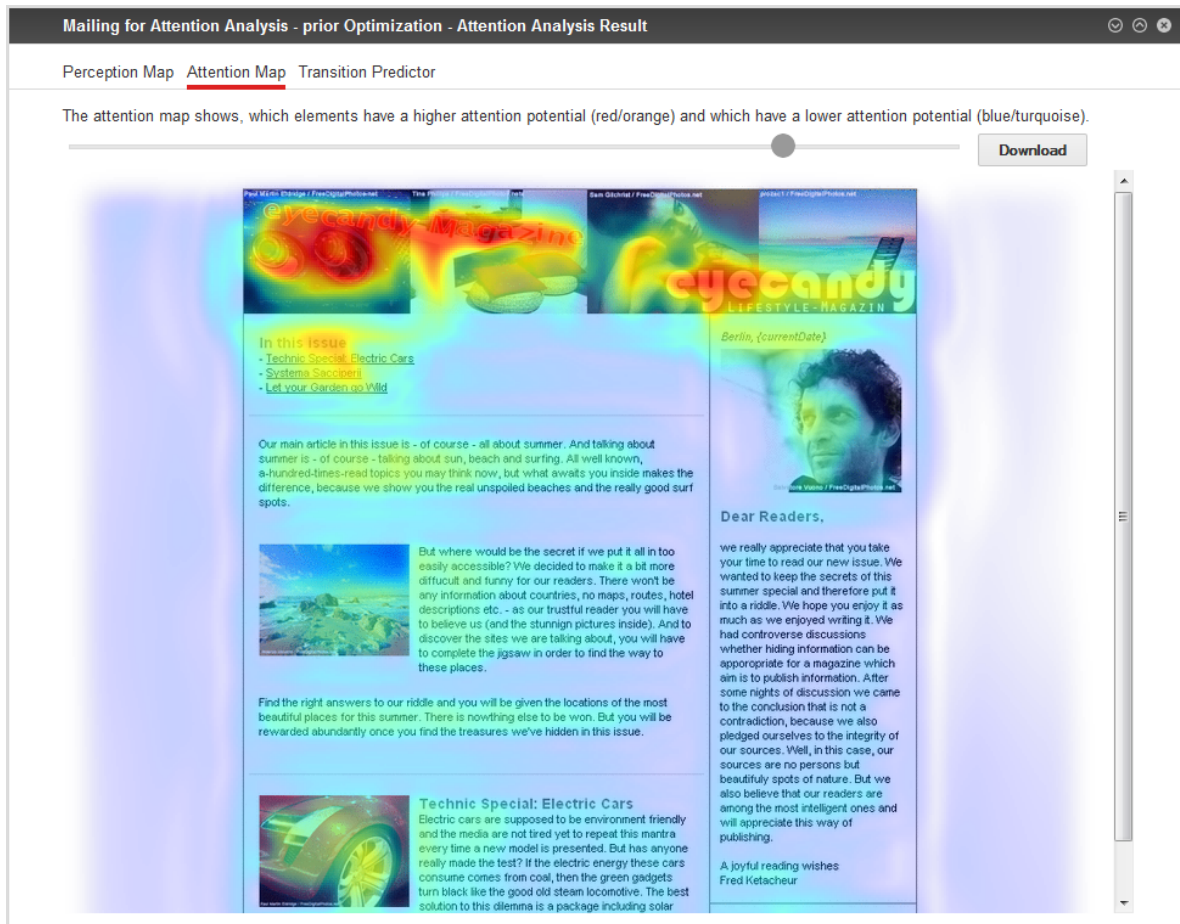 Mailing for Attention Analysis - prior Optimization - Attention Analysis Result
Perception Map Attention Map Transition Predictor
The attention map shows, which elements have a higher attention potential (red/orange) and which have a lower attention potential (blue/turquoise).
Download
Paul Martin Eldridge / FreeDigitalPhotos.net
Sam Gilchrist / FreeDigitalPhotos.net
eyecandy-Magazine
eyecandy
LIFESTYLE-MAGAZIN
In this issue
- Technic Special: Electric Cars
- Systema Sacciperii
- Let your Garden go Wild
Our main article in this issue is - of course - all about summer. And talking about
summer is - of course - talking about sun, beach and surfing. All well known,
a-hundred-times-read topics you may think now, but what awaits you inside makes the
difference, because we show you the real unspoiled beaches and the really good surf
spots.
But where would be the secret if we put it all in too
easily accessible? We decided to make it a bit more
diffucult and funny for our readers. There won't be
any information about countries, no maps, routes, hotel
descriptions etc. - as our trustful reader you will have
to believe us (and the stunnign pictures inside). And to
discover the sites we are talking about, you will have
to complete the jigsaw in order to find the way to
these places.
Find the right answers to our riddle and you will be given the locations of the most
beautiful places for this summer. There is nowthing else to be won. But you will be
rewarded abundantly once you find the treasures we've hidden in this issue.
Technic Special: Electric Cars
Electric cars are supposed to be environment friendly
and the media are not tired yet to repeat this mantra
every time a new model is presented. But has anyone
really made the test? If the electric energy these cars
consume comes from coal, then the green gadgets
turn black like the good old steam locomotive. The best
solution to this dilemma is a package including solar
Berlin, {currentDate}
/ FreeDigitalPhotos.net
Dear Readers,
we really appreciate that you take
your time to read our new issue. We
wanted to keep the secrets of this
summer special and therefore put it
into a riddle. We hope you enjoy it as
much as we enjoyed writing it. We
had controverse discussions
whether hiding information can be
apporopriate for a magazine which
aim is to publish information. After
some nights of discussion we came
to the conclusion that is not a
contradiction, because we also
pledged ourselves to the integrity of
our sources. Well, in this case, our
sources are no persons but
beautifuly spots of nature. But we
also believe that our readers are
among the most intelligent ones and
will appreciate this way of
publishing.
A joyful reading wishes
Fred Ketacheur